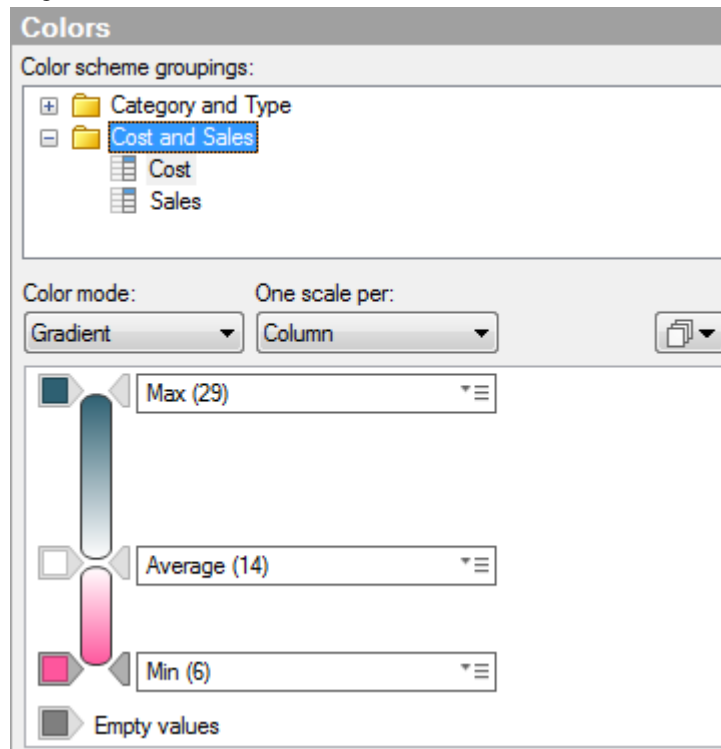 Colors
Color scheme groupings:
Category and Type
Cost and Sales
Cost
Sales
Color mode: One scale per:
Gradient Column
Max (29)
Average (14)
Min (6)
Empty values